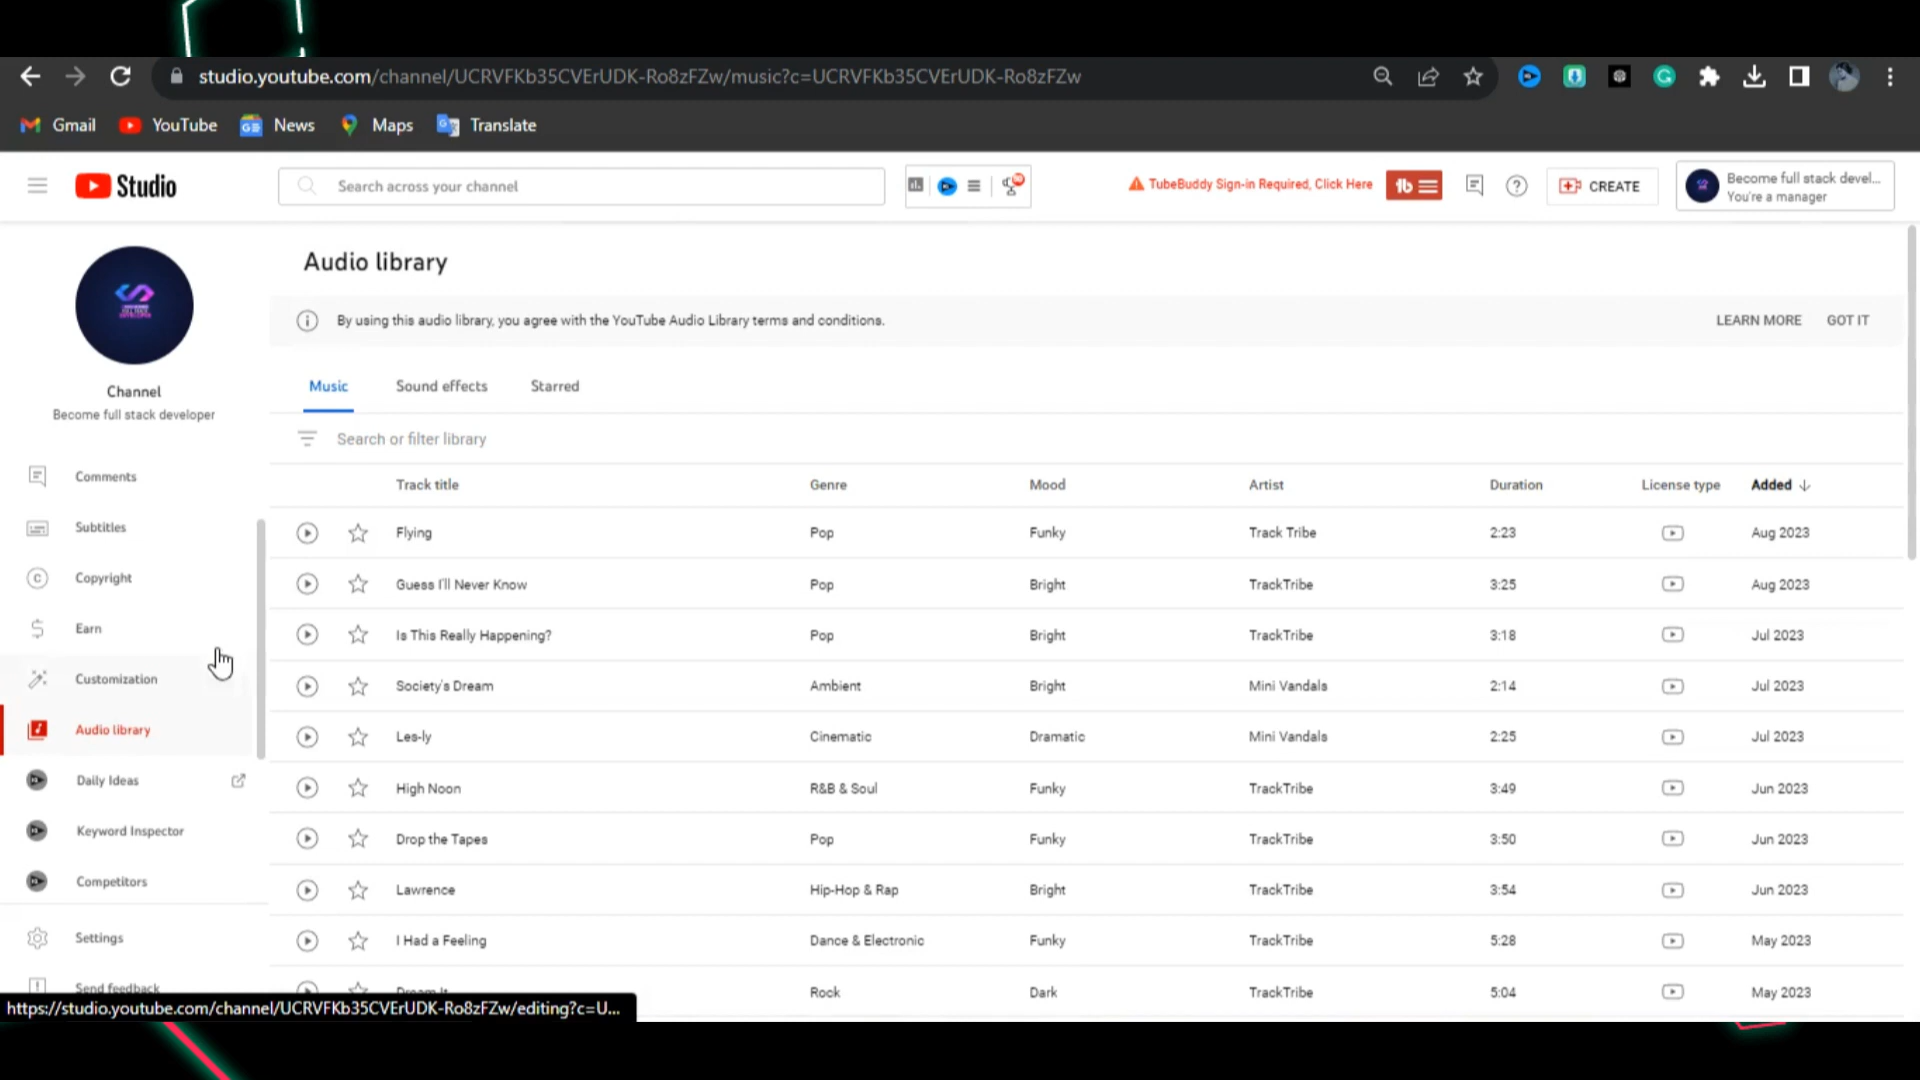 studio.youtube.com/channel/UCRVFKb35CVErUDK-Ro8zFZw/music?c=UCRVFKb35CVErUDK-Ro8zFZw
Gmail YouTube News Maps Translate
Studio Search across your channel TubeBuddy Sign-in Required, Click Here CREATE Become full stack devel...
You're a manager
Audio library
By using this audio library, you agree with the YouTube Audio Library terms and conditions. LEARN MORE GOT IT
Channel
Become full stack developer
Music Sound effects Starred
Search or filter library
Comments
Subtitles
Copyright
Earn
Customization
Audio library
Daily Ideas
Keyword Inspector
Competitors
Settings
Send feedback
Track title Genre Mood Artist Duration License type Added
Flying Pop Funky Track Tribe 2:23 Aug 2023
Guess I'll Never Know Pop Bright TrackTribe 3:25 Aug 2023
Is This Really Happening? Pop Bright TrackTribe 3:18 Jul 2023
Society's Dream Ambient Bright Mini Vandals 2:14 Jul 2023
Les-ly Cinematic Dramatic Mini Vandals 2:25 Jul 2023
High Noon R&B & Soul Funky TrackTribe 3:49 Jun 2023
Drop the Tapes Pop Funky TrackTribe 3:50 Jun 2023
Lawrence Hip-Hop & Rap Bright TrackTribe 3:54 Jun 2023
I Had a Feeling Dance & Electronic Funky TrackTribe 5:28 May 2023
Dream It Rock Dark TrackTribe 5:04 May 2023
https://studio.youtube.com/channel/UCRVFKb35CVErUDK-Ro8zFZw/editing?c=U...